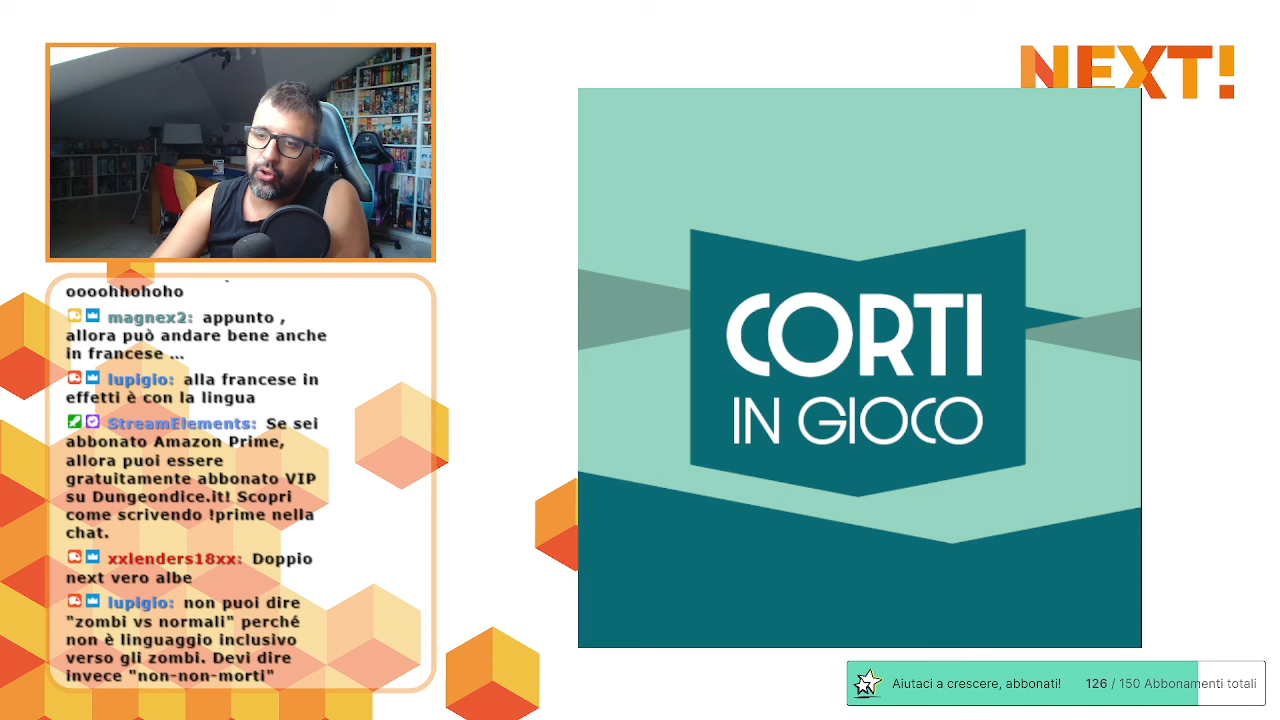 NEXT!
CORTI
IN GIOCO
oooohhohoho
magnex2: appunto ,
allora può andare bene anche
in francese ...
lupigio: alla francese in
effetti è con la lingua
StreamElements: Se sei
abbonato Amazon Prime,
allora puoi essere
gratuitamente abbonato VIP
su Dungeondice.it! Scopri
come scrivendo !prime nella
chat.
xxlenders18xx: Doppio
next vero albe
lupigio: non puoi dire
"zombi vs normali" perché
non è linguaggio inclusivo
verso gli zombi. Devi dire
invece "non-non-morti"
Aiutaci a crescere, abbonati! 126 / 150 Abbonamenti totali